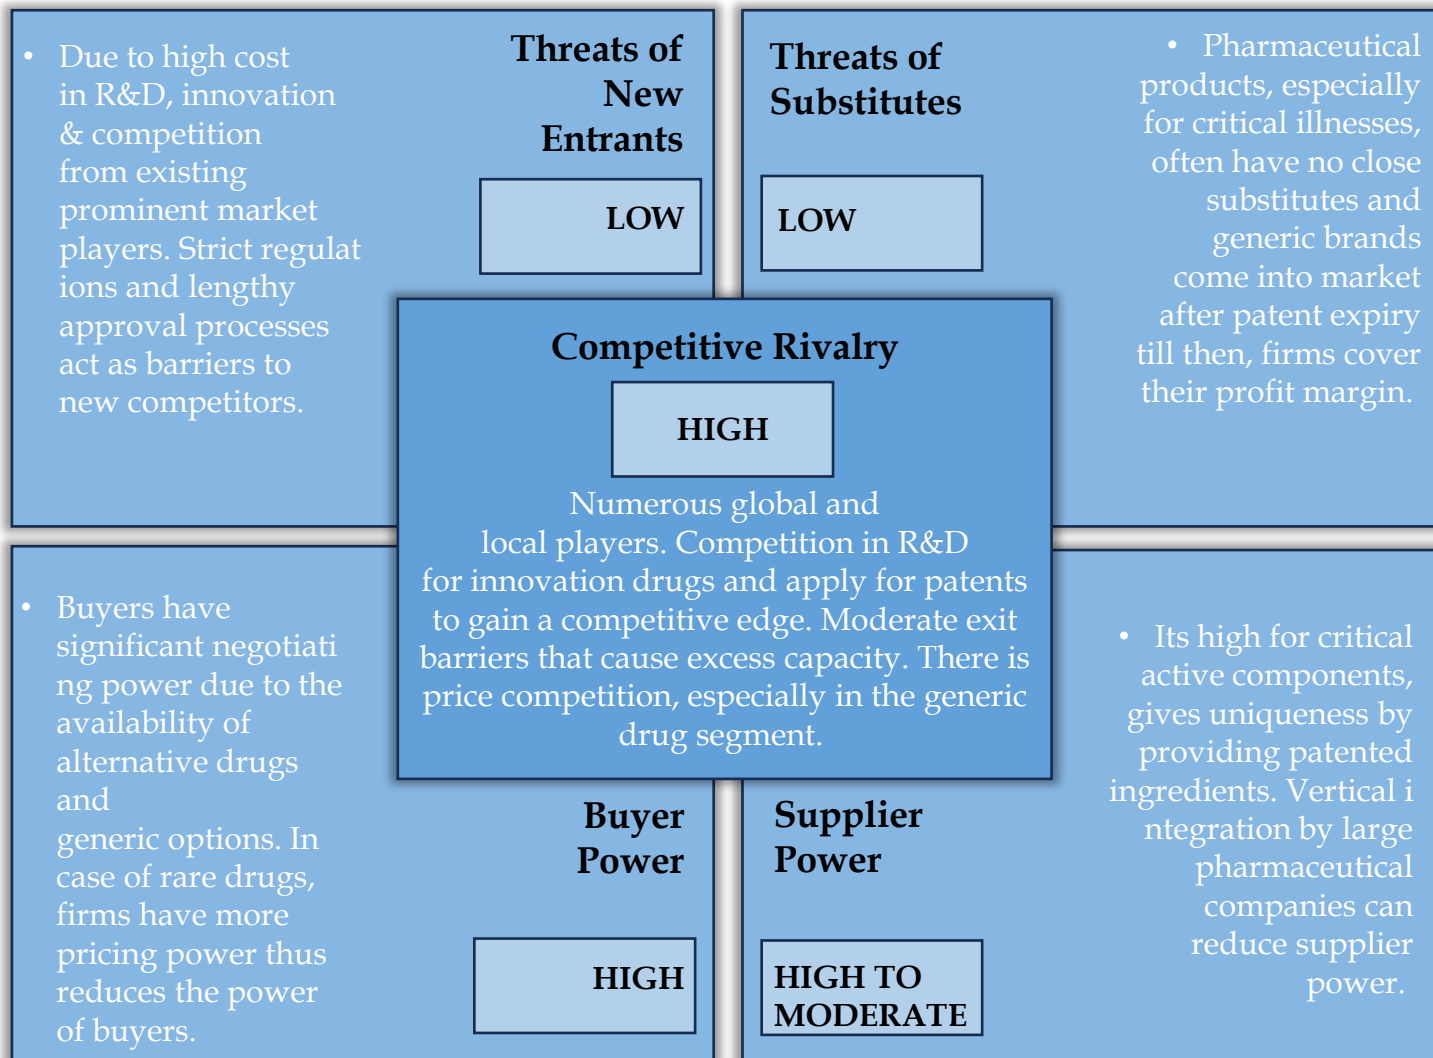 • Due to high cost
in R&D, innovation
& competition
from existing
prominent market
players. Strict regulat
ions and lengthy
approval processes
act as barriers to
new competitors.
Threats of
New
Entrants
LOW
Threats of
Substitutes
LOW
• Pharmaceutical
products, especially
for critical illnesses,
often have no close
substitutes and
generic brands
come into market
after patent expiry
till then, firms cover
their profit margin.
Competitive Rivalry
HIGH
Numerous global and
local players. Competition in R&D
for innovation drugs and apply for patents
to gain a competitive edge. Moderate exit
barriers that cause excess capacity. There is
price competition, especially in the generic
drug segment.
• Buyers have
significant negotiati
ng power due to the
availability of
alternative drugs
and
generic options. In
case of rare drugs,
firms have more
pricing power thus
reduces the power
of buyers.
Buyer
Power
HIGH
Supplier
Power
HIGH TO
MODERATE
• Its high for critical
active components,
gives uniqueness by
providing patented
ingredients. Vertical i
ntegration by large
pharmaceutical
companies can
reduce supplier
power.